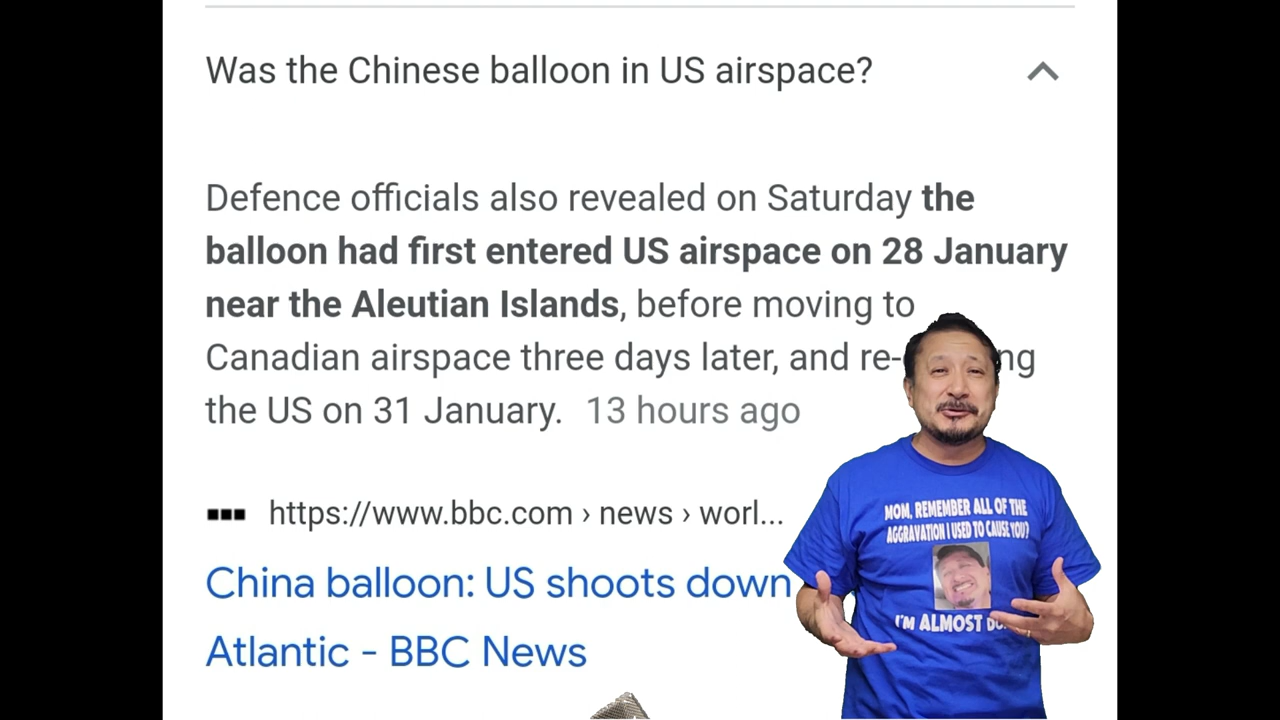 Was the Chinese balloon in US airspace?
Defence officials also revealed on Saturday the
balloon had first entered US airspace on 28 January
near the Aleutian Islands, before moving to
Canadian airspace three days later, and
the US on 31 January. 13 hours ago
https://www.bbc.com › news › worl...
China balloon: US shoots down
Atlantic - BBC News
MOM, REMEMBER ALL OF THE
AGGRAVATION I USED TO CAUSE YOU?
I'M ALMOST